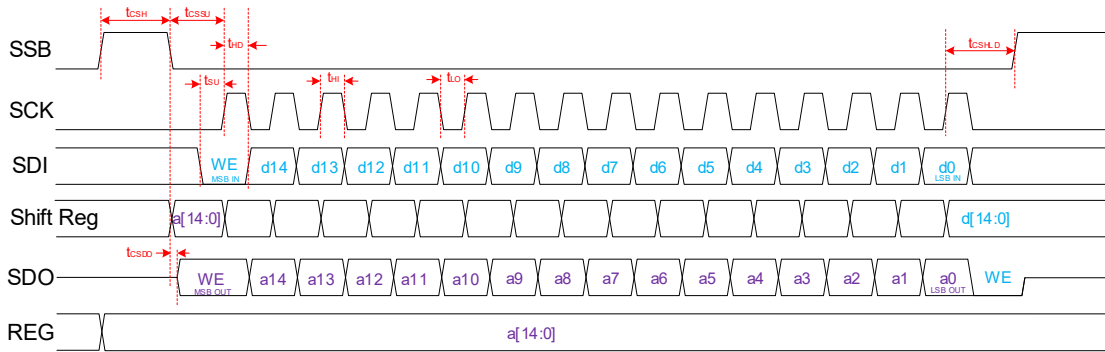 tCSH tCSSU
SSB tHD tCSHLD
tSU tHI tLO
SCK
SDI WE d14 d13 d12 d11 d10 d9 d8 d7 d6 d5 d4 d3 d2 d1 d0
MSB IN LSB IN
Shift Reg a[14:0] d[14:0]
tCSDO
SDO WE a14 a13 a12 a11 a10 a9 a8 a7 a6 a5 a4 a3 a2 a1 a0 WE
MSB OUT LSB OUT
REG a[14:0]